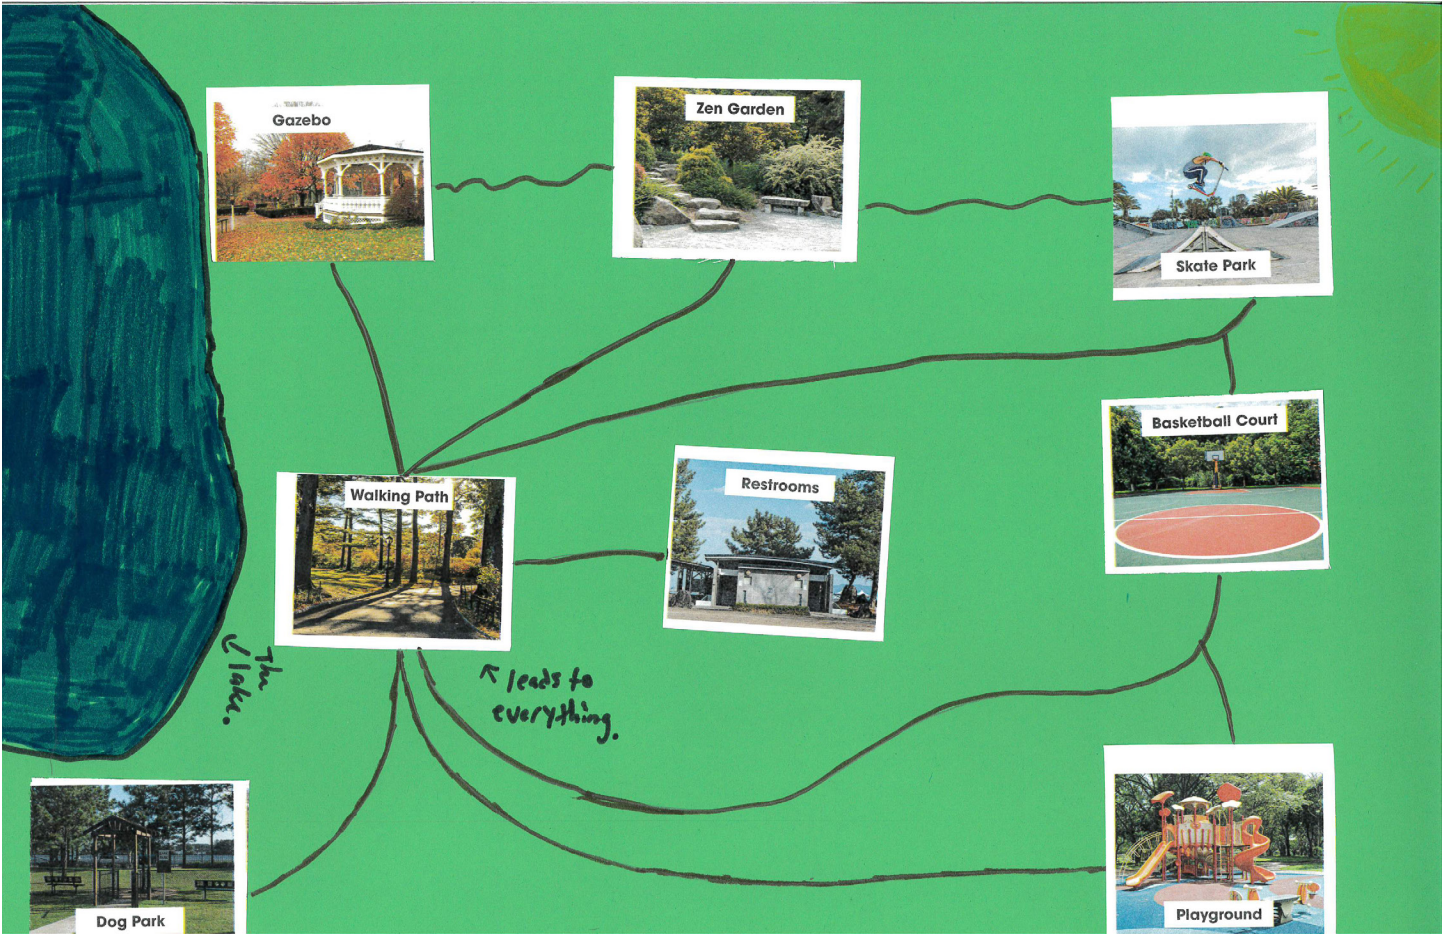 Gazebo
Zen Garden
Skate Park
Basketball Court
Walking Path
Restrooms
The
lake.
leads to
everything.
Dog Park
Playground